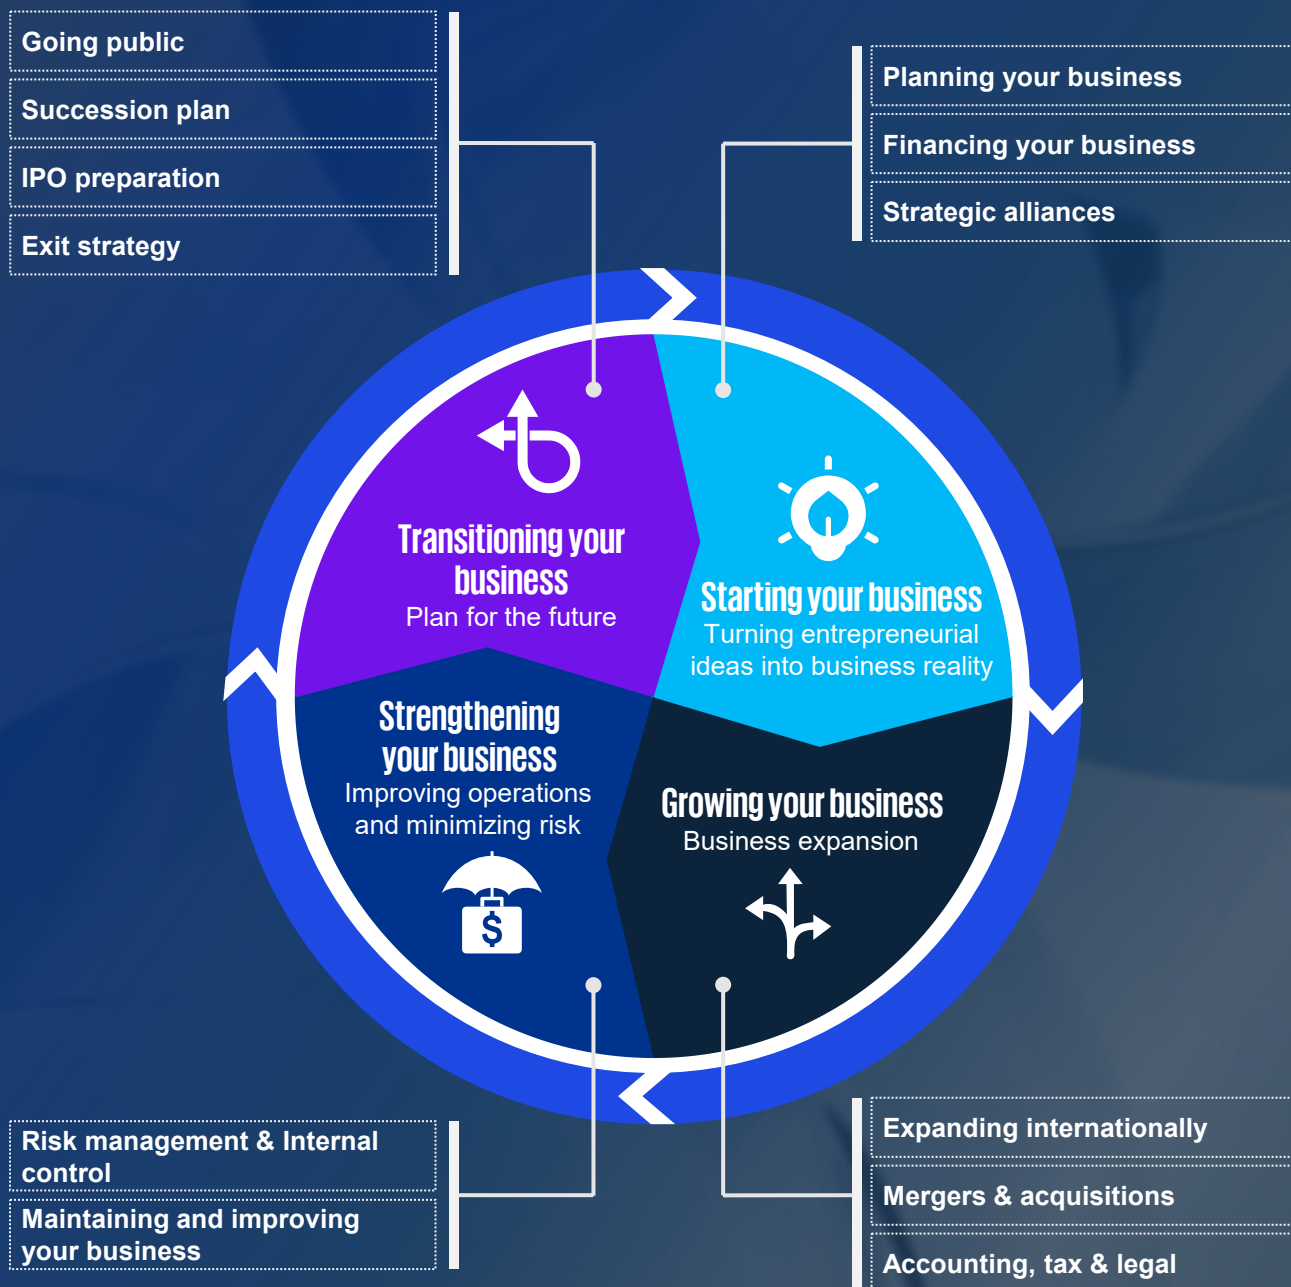 Going public
Succession plan
IPO preparation
Exit strategy
Planning your business
Financing your business
Strategic alliances
Transitioning your
business
Plan for the future
Starting your business
Turning entrepreneurial
ideas into business reality
Strengthening
your business
Improving operations
and minimizing risk
$
Growing your business
Business expansion
Risk management & Internal
control
Maintaining and improving
your business
Expanding internationally
Mergers & acquisitions
Accounting, tax & legal